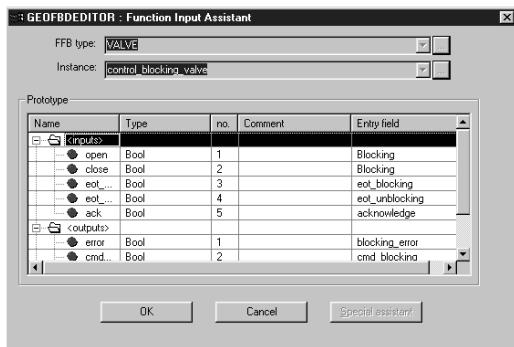 GEOFBDEDITOR : Function Input Assistant
FFB type: VALVE ...
Instance: control_blocking_valve ...
Prototype
Name Type no. Comment Entry field
<inputs>
open Bool 1 Blocking
close Bool 2 Blocking
eot_... Bool 3 eot_blocking
eot_... Bool 4 eot_unblocking
ack Bool 5 acknowledge
<outputs>
error Bool 1 blocking_error
cmd... Bool 2 cmd_blocking
OK Cancel Special assistant